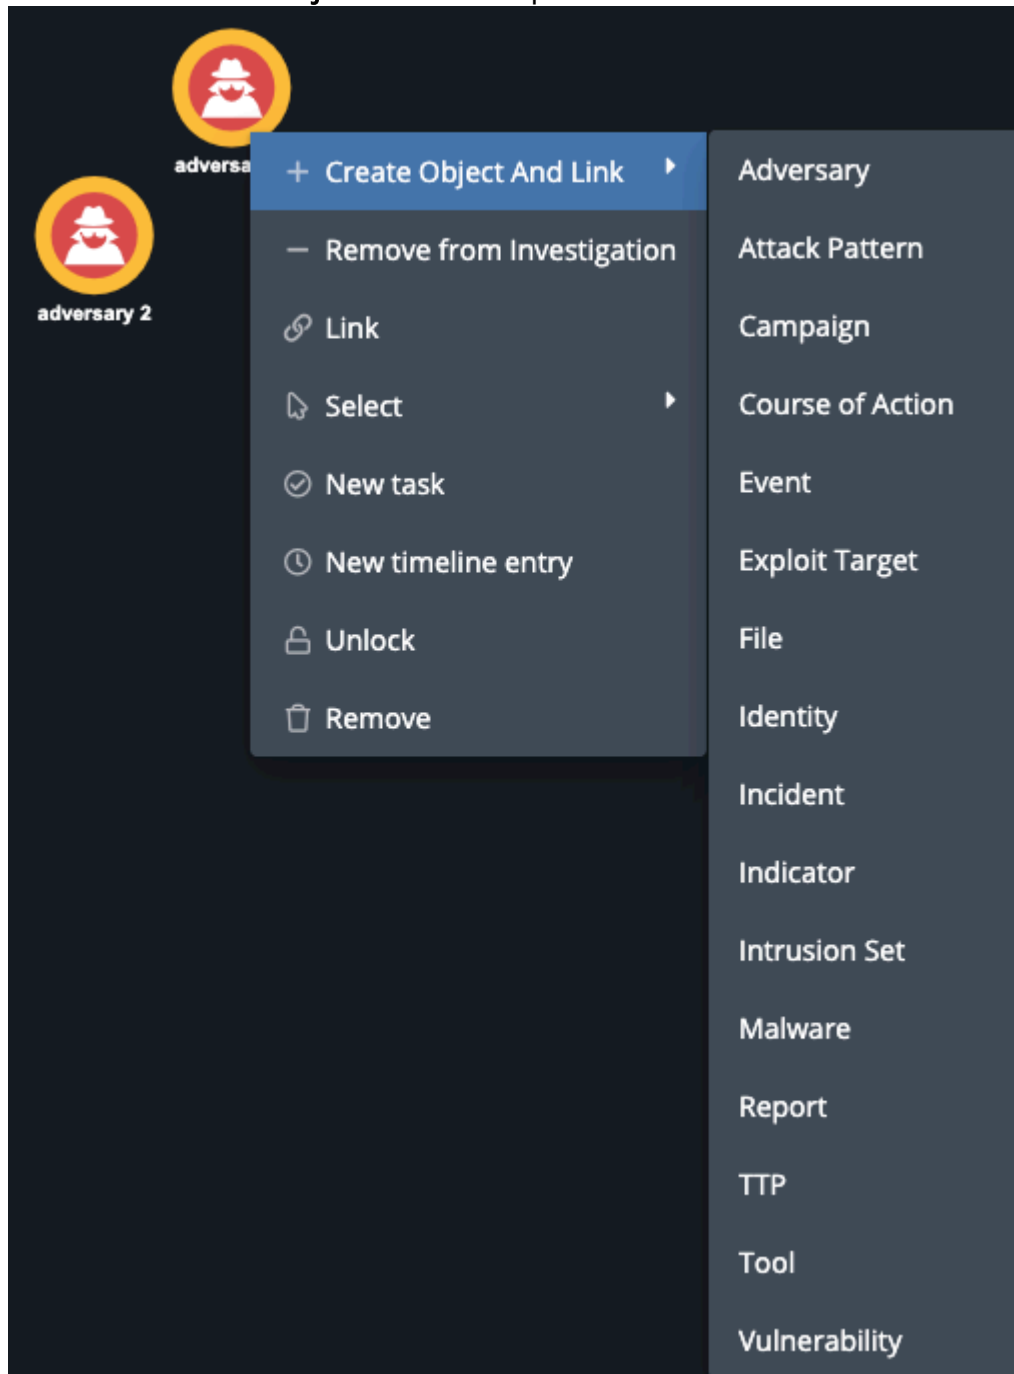 adversa
adversary 2
Create Object And Link
Remove from Investigation
Link
Select
New task
New timeline entry
Unlock
Remove
Adversary
Attack Pattern
Campaign
Course of Action
Event
Exploit Target
File
Identity
Incident
Indicator
Intrusion Set
Malware
Report
TTP
Tool
Vulnerability